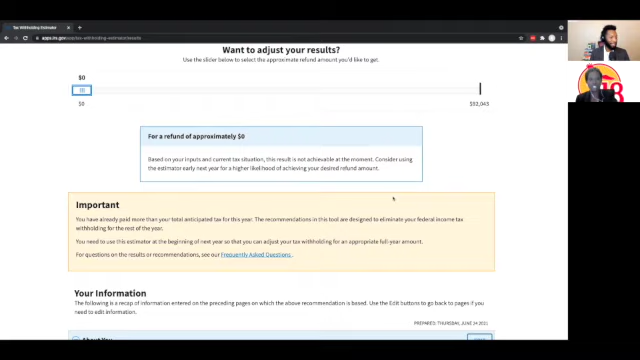 Tax Withholding Estimator
apps.irs.gov/app/tax-withholding-estimator/results
Want to adjust your results?
Use the slider below to select the approximate refund amount you'd like to get.
$0
$0
$92,043
For a refund of approximately $0
Based on your inputs and current tax situation, this result is not achievable at the moment. Consider using
the estimator early next year for a higher likelihood of achieving your desired refund amount.
Important
You have already paid more than your total anticipated tax for this year. The recommendations in this tool are designed to eliminate your federal income tax
withholding for the rest of the year.
You need to use this estimator at the beginning of next year so that you can adjust your tax withholding for an appropriate full-year amount.
For questions on the results or recommendations, see our Frequently Asked Questions.
Your Information
The following is a recap of information entered on the preceding pages on which the above recommendation is based. Use the Edit buttons to go back to pages if you
need to edit information.
PREPARED: THURSDAY, JUNE 24 2021
About You